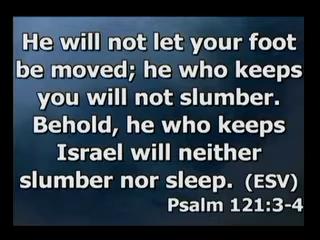 He will not let your foot
be moved; he who keeps
you will not slumber.
Behold, he who keeps
Israel will neither
slumber nor sleep. (ESV)
Psalm 121:3-4